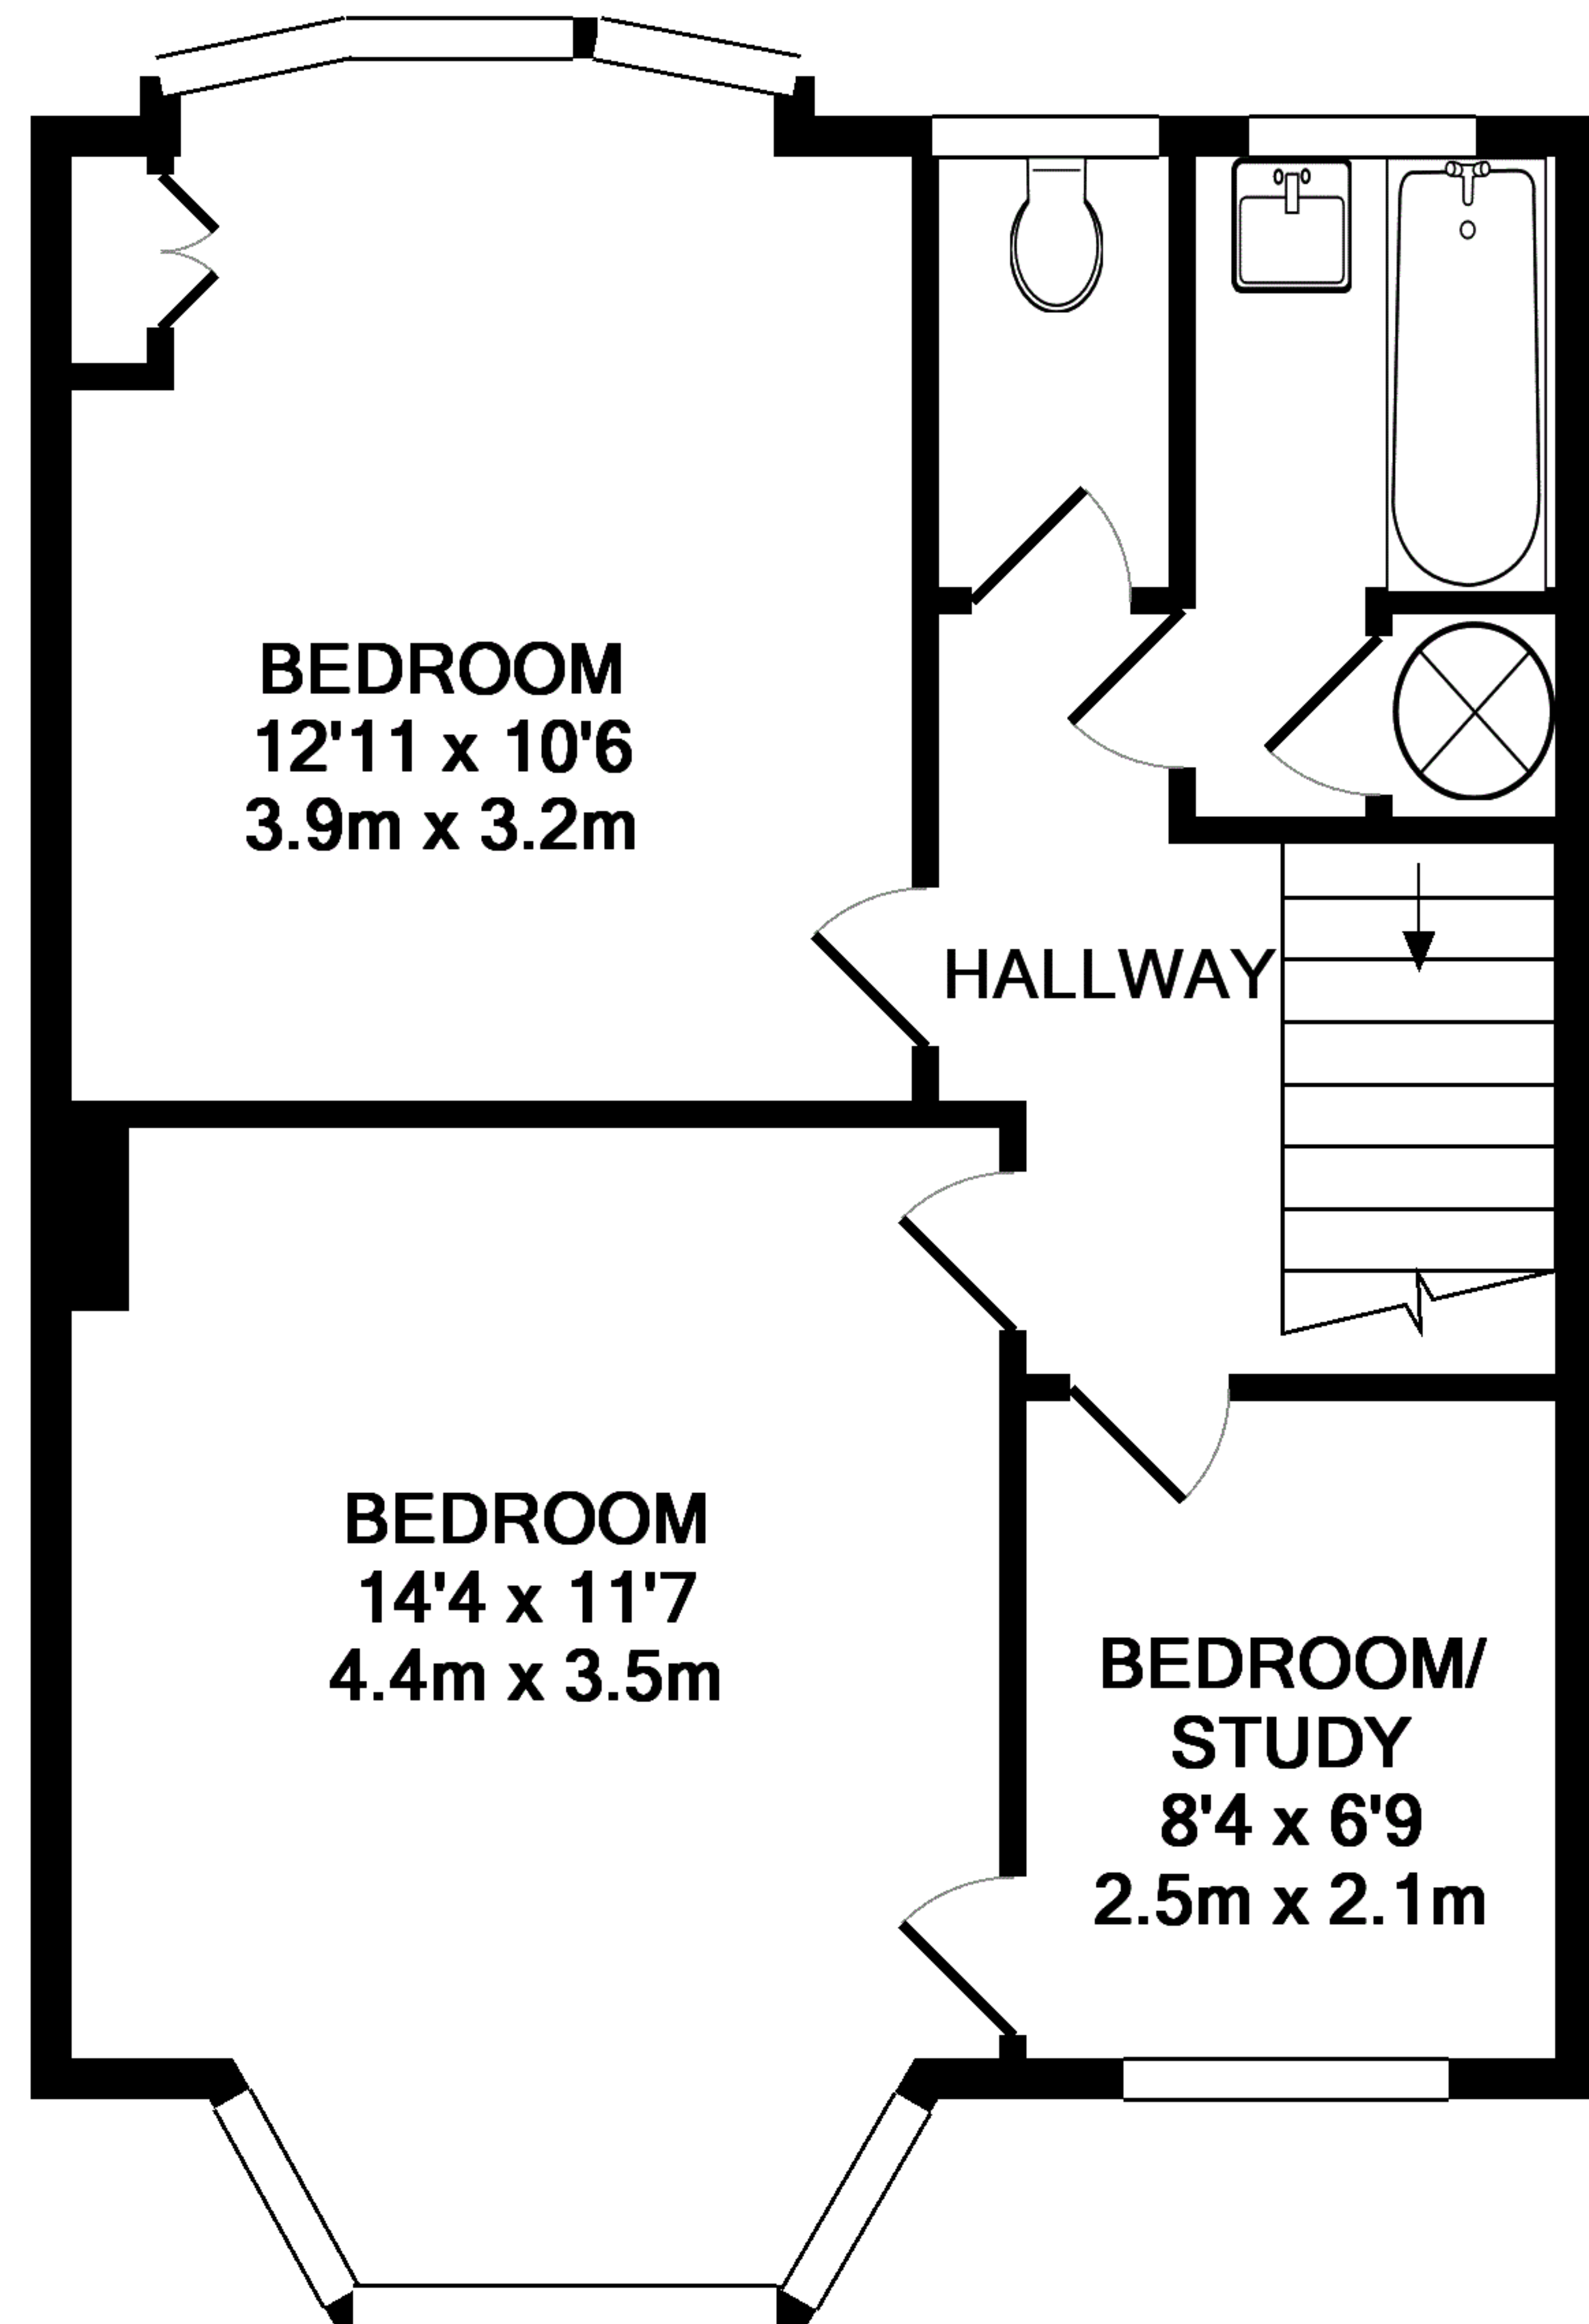 BEDROOM
12'11 x 10'6
3.9m x 3.2m
HALLWAY
BEDROOM
14'4 x 11'7
4.4m x 3.5m
BEDROOM/
STUDY
8'4 x 6'9
2.5m x 2.1m